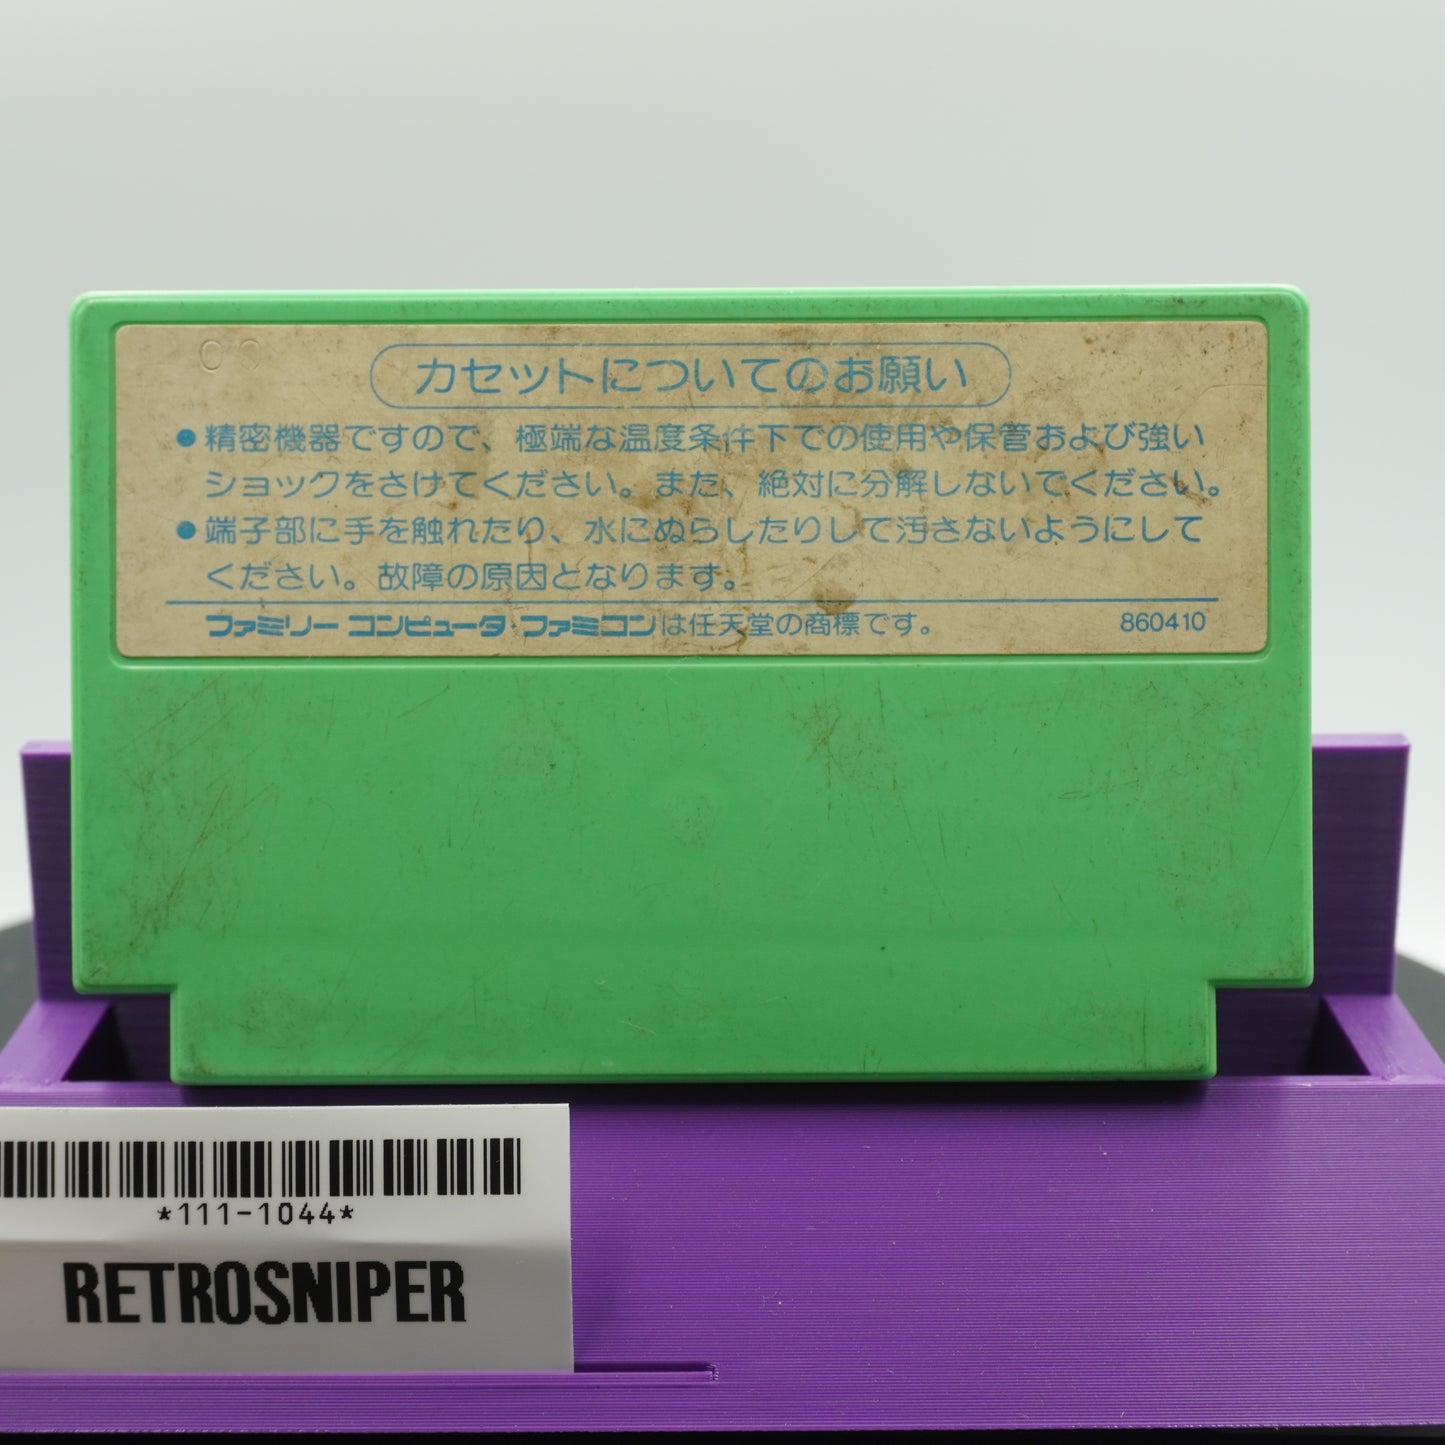 カセットについてのお願い
●精密機器ですので、極端な温度条件下での使用や保管および強い
ショックをさけてください。また、絶対に分解しないでください。
●端子部に手を触れたり、水にぬらしたりして汚さないようにして
ください。故障の原因となります。
ファミリー コンピュータ・ファミコンは任天堂の商標です。 860410
*111-1044*
RETROSNIPER